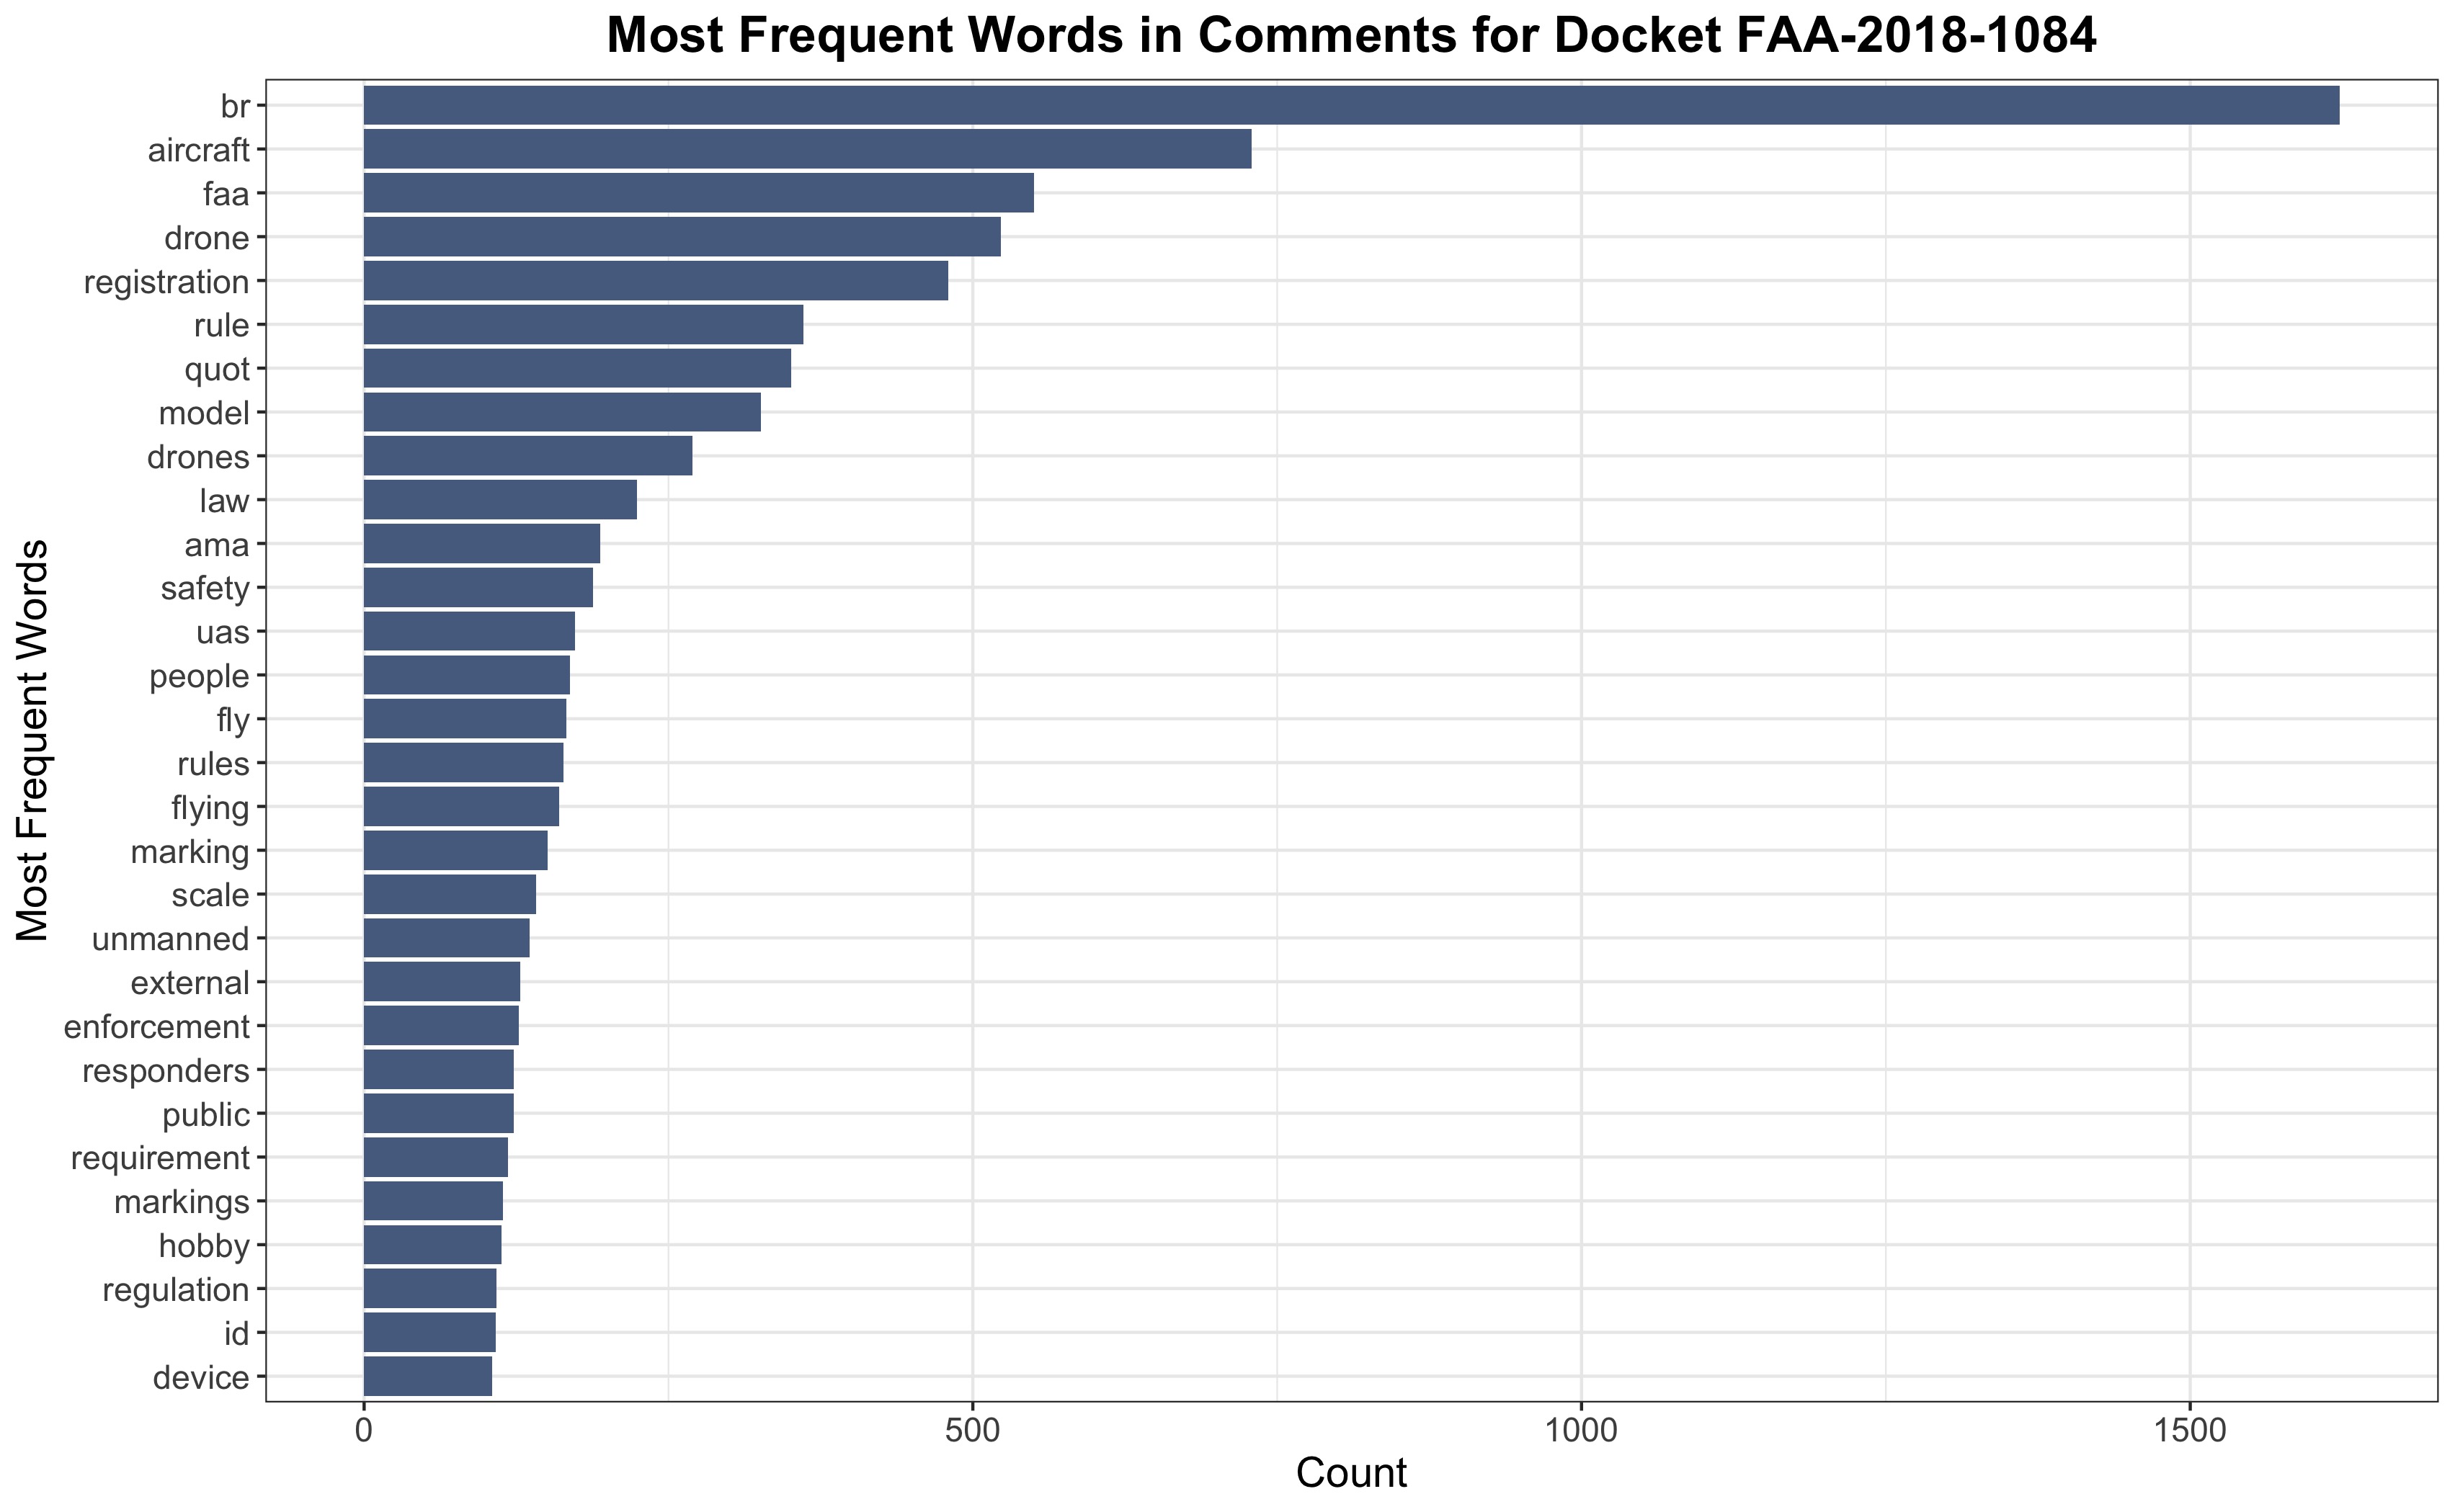 Most Frequent Words in Comments for Docket FAA-2018-1084
Most Frequent Words
br
aircraft
faa
drone
registration
rule
quot
model
drones
law
ama
safety
uas
people
fly
rules
flying
marking
scale
unmanned
external
enforcement
responders
public
requirement
markings
hobby
regulation
id
device
0 500 1000 1500
Count